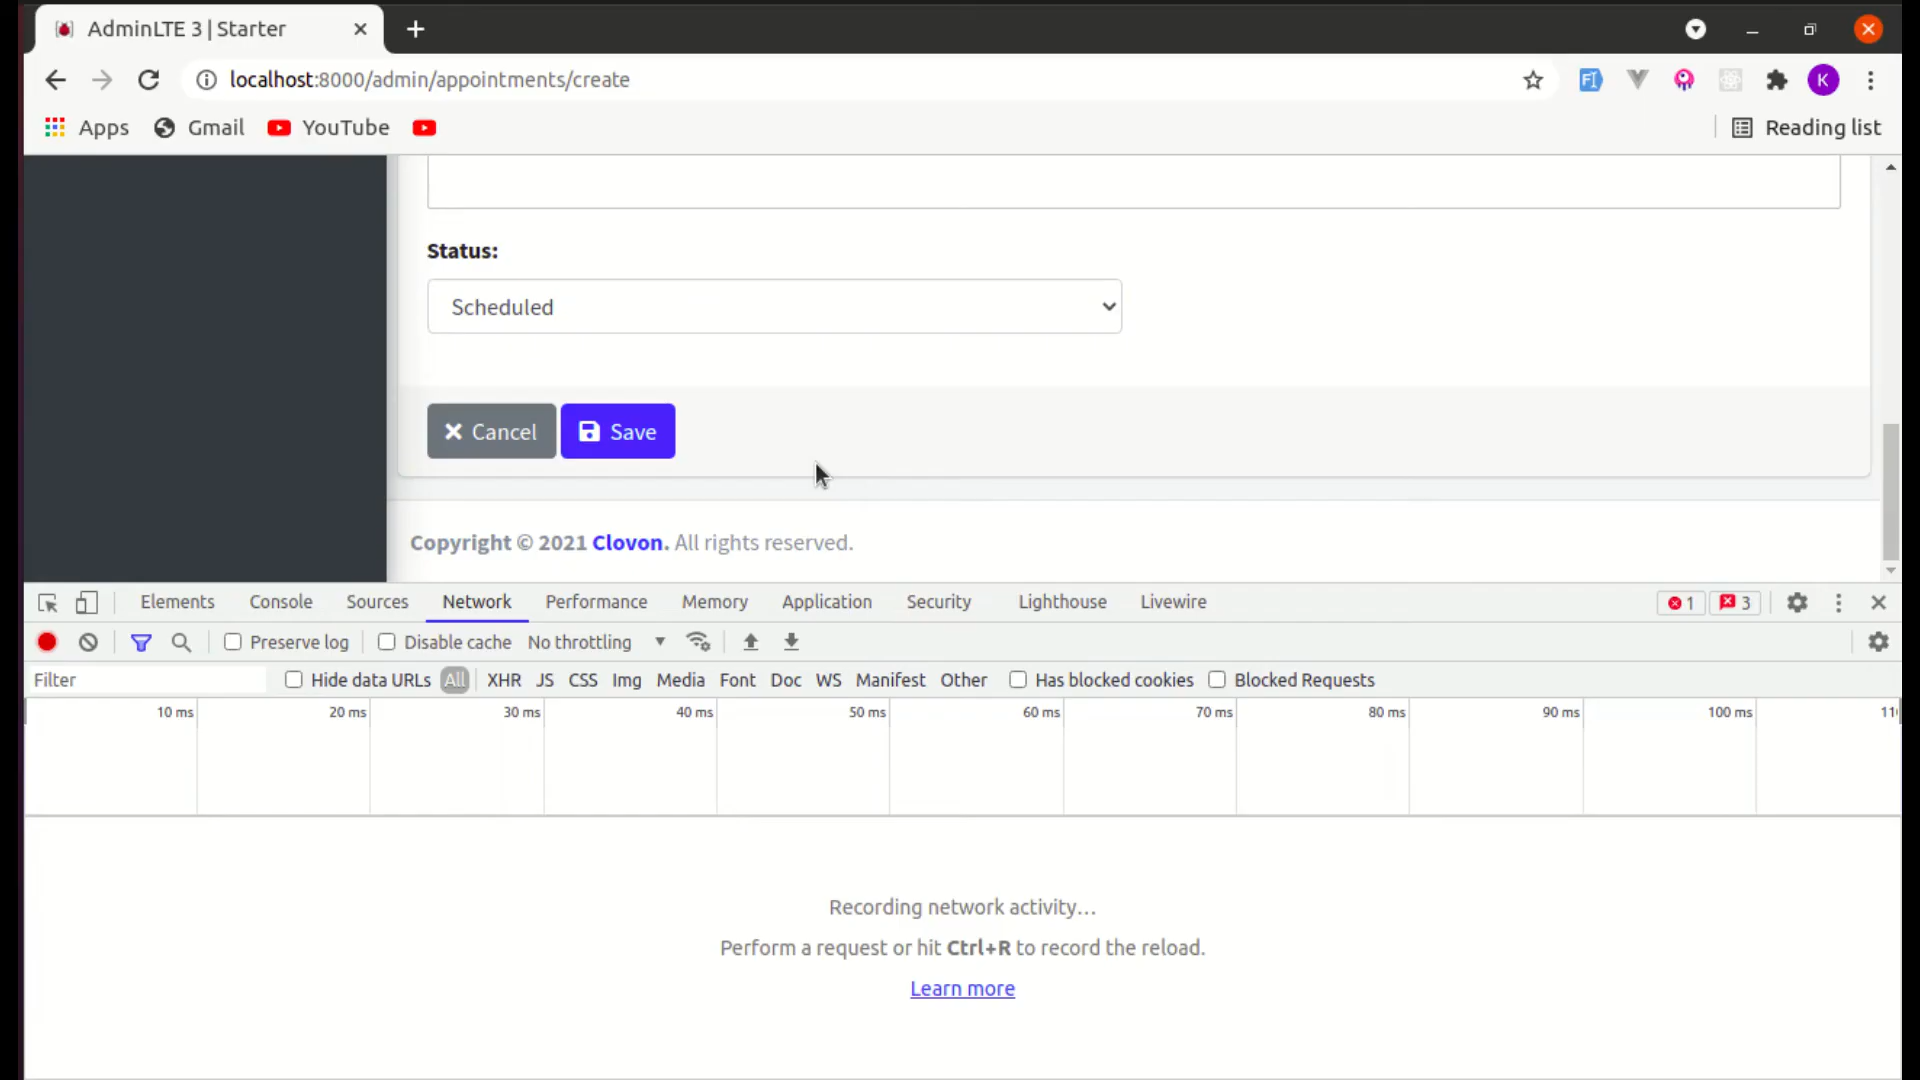 AdminLTE 3 | Starter
localhost:8000/admin/appointments/create
FI
K
Apps Gmail YouTube Reading list
Status:
Scheduled
Cancel Save
Copyright © 2021 Clovon. All rights reserved.
Elements Console Sources Network Performance Memory Application Security Lighthouse Livewire 1 3
Preserve log Disable cache No throttling
Filter Hide data URLs All XHR JS CSS Img Media Font Doc WS Manifest Other Has blocked cookies Blocked Requests
10 ms 20 ms 30 ms 40 ms 50 ms 60 ms 70 ms 80 ms 90 ms 100 ms
Recording network activity…
Perform a request or hit Ctrl+R to record the reload.
Learn more